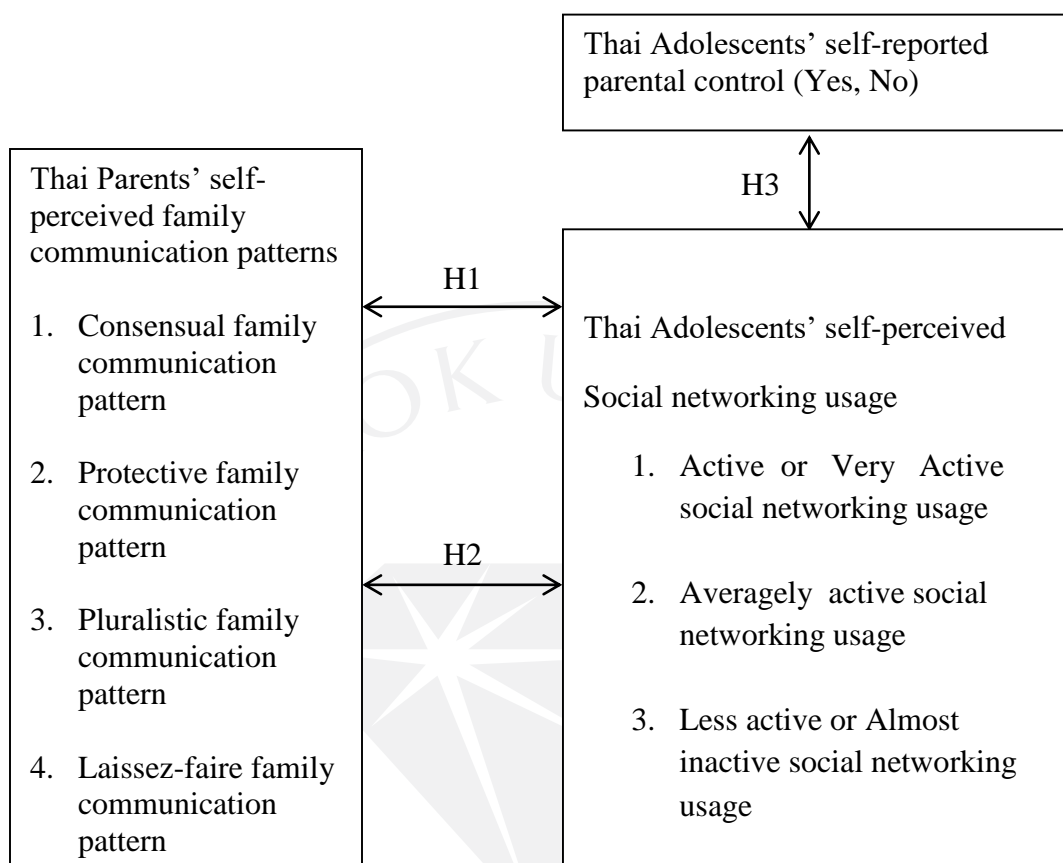 Thai Adolescents’ self-reported
parental control (Yes, No)
H3
Thai Parents’ self-
perceived family
communication patterns
1. Consensual family
communication
pattern
2. Protective family
communication
pattern
3. Pluralistic family
communication
pattern
4. Laissez-faire family
communication
pattern
H1
H2
Thai Adolescents’ self-perceived
Social networking usage
1. Active or Very Active
social networking usage
2. Averagely active social
networking usage
3. Less active or Almost
inactive social networking
usage
OKU